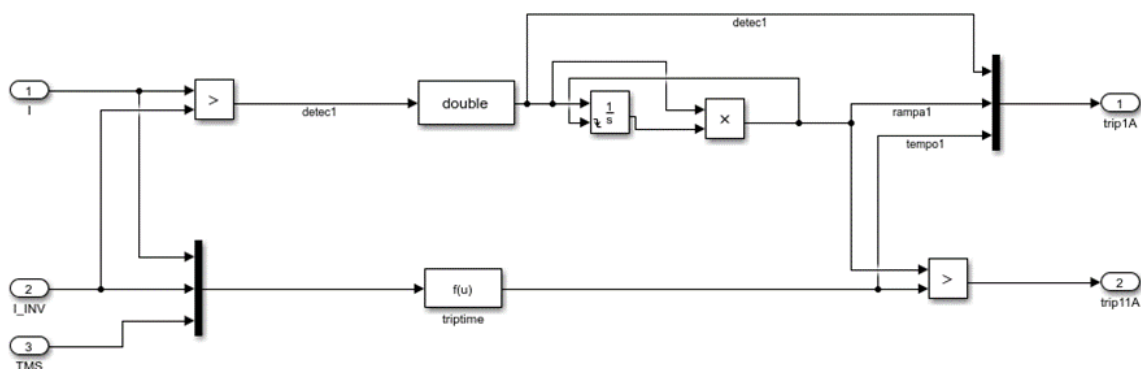 detec1
1
I
>
detec1
double
1
s
×
rampa1
tempo1
1
trip1A
2
I_INV
f(u)
triptime
>
2
trip11A
3
TMS